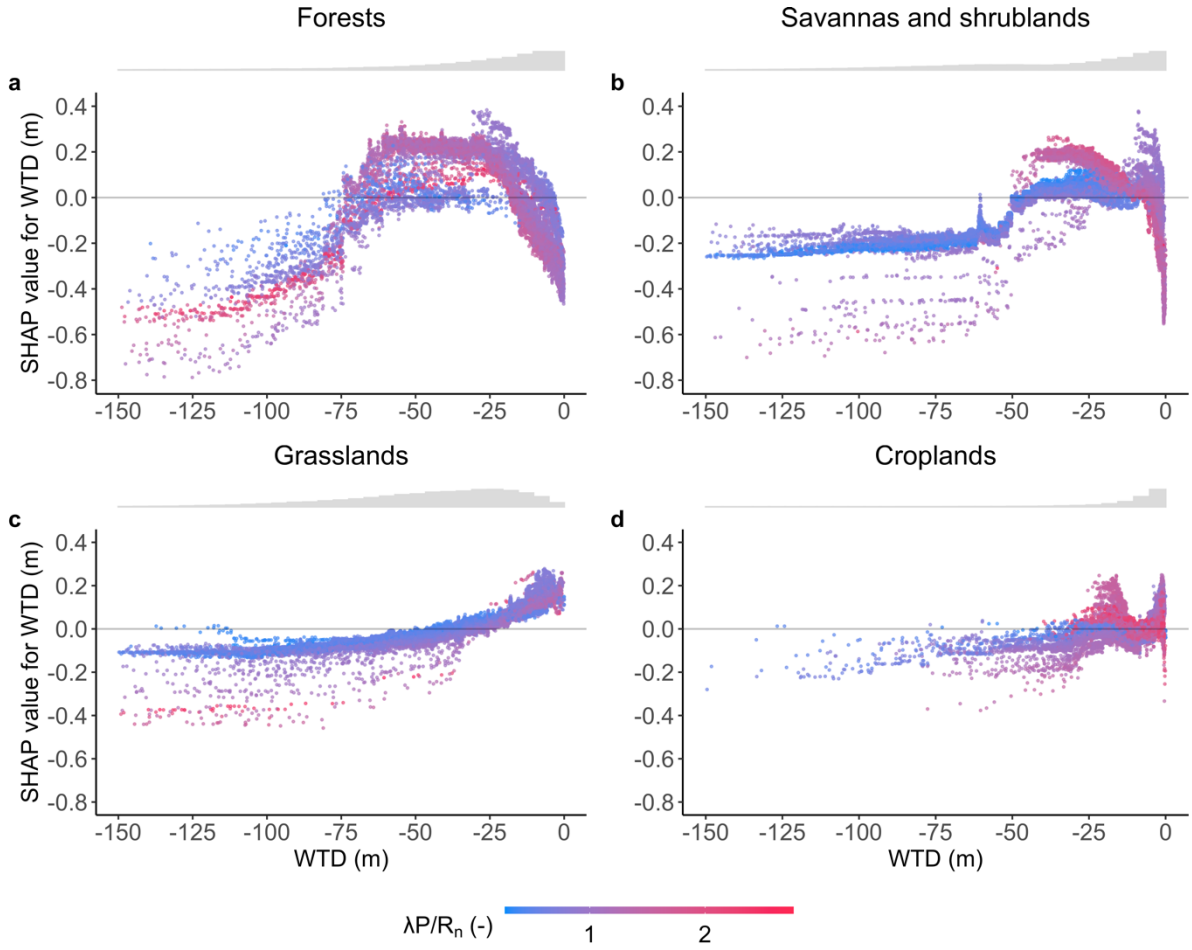 Forests
Savannas and shrublands
a
b
SHAP value for WTD (m)
0.4
0.2
0.0
-0.2
-0.4
-0.6
-0.8
-150 -125 -100 -75 -50 -25 0
0.4
0.2
0.0
-0.2
-0.4
-0.6
-0.8
-150 -125 -100 -75 -50 -25 0
Grasslands
Croplands
c
d
SHAP value for WTD (m)
0.4
0.2
0.0
-0.2
-0.4
-0.6
-0.8
-150 -125 -100 -75 -50 -25 0
WTD (m)
0.4
0.2
0.0
-0.2
-0.4
-0.6
-0.8
-150 -125 -100 -75 -50 -25 0
WTD (m)
λP/Rₙ (-)
1 2